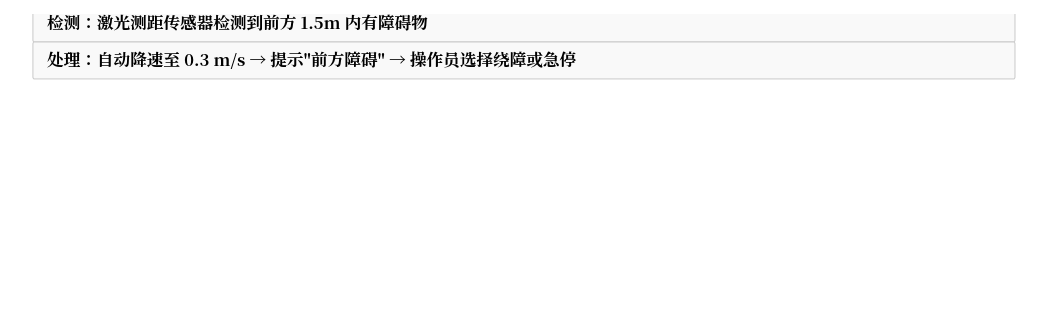 检测：激光测距传感器检测到前方 1.5m 内有障碍物
处理：自动降速至 0.3 m/s → 提示"前方障碍" → 操作员选择绕障或急停